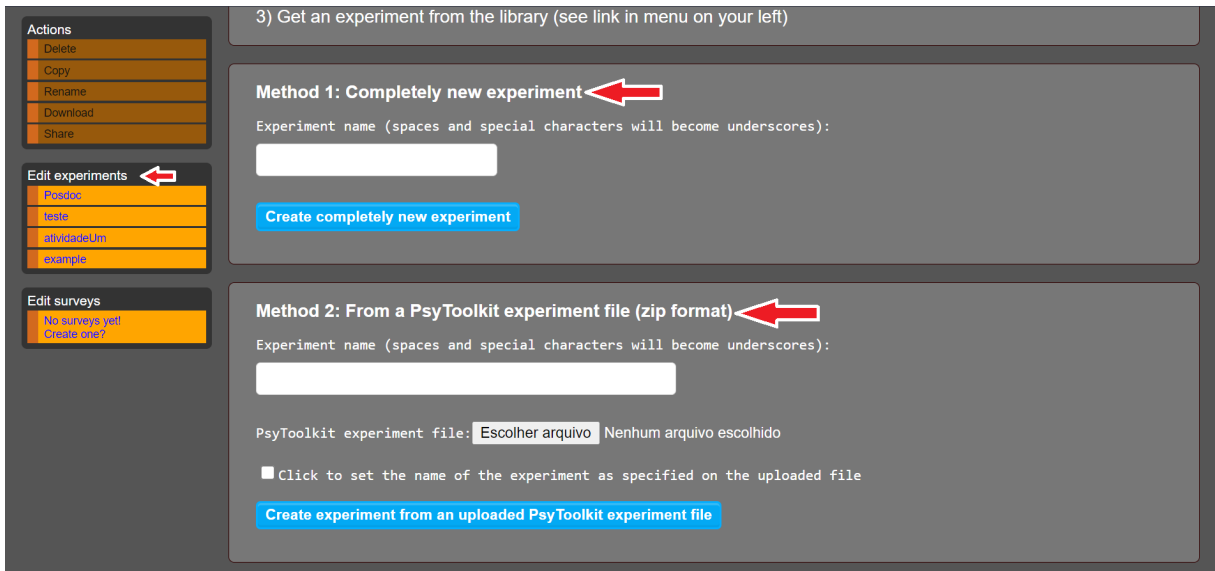 Actions
Delete
Copy
Rename
Download
Share
Edit experiments
Posdoc
teste
atividadeUm
example
Edit surveys
No surveys yet!
Create one?
3) Get an experiment from the library (see link in menu on your left)
Method 1: Completely new experiment
Experiment name (spaces and special characters will become underscores):
Create completely new experiment
Method 2: From a PsyToolkit experiment file (zip format)
Experiment name (spaces and special characters will become underscores):
PsyToolkit experiment file: Escolher arquivo Nenhum arquivo escolhido
Click to set the name of the experiment as specified on the uploaded file
Create experiment from an uploaded PsyToolkit experiment file